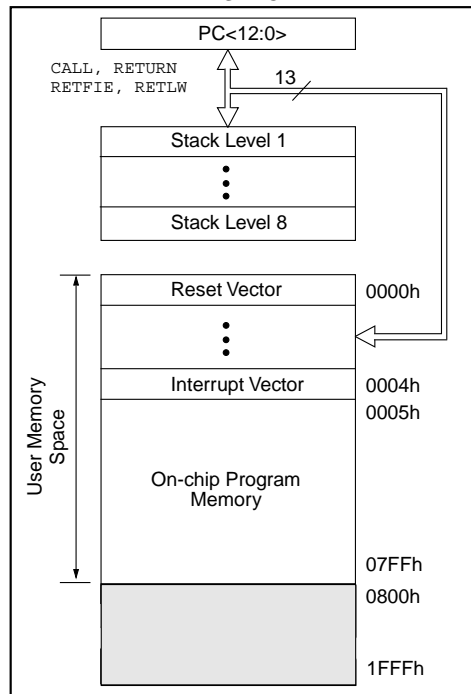 PC<12:0>
CALL, RETURN
RETFIE, RETLW
13
Stack Level 1
Stack Level 8
User Memory
Space
Reset Vector
0000h
Interrupt Vector
0004h
0005h
On-chip Program
Memory
07FFh
0800h
1FFFh